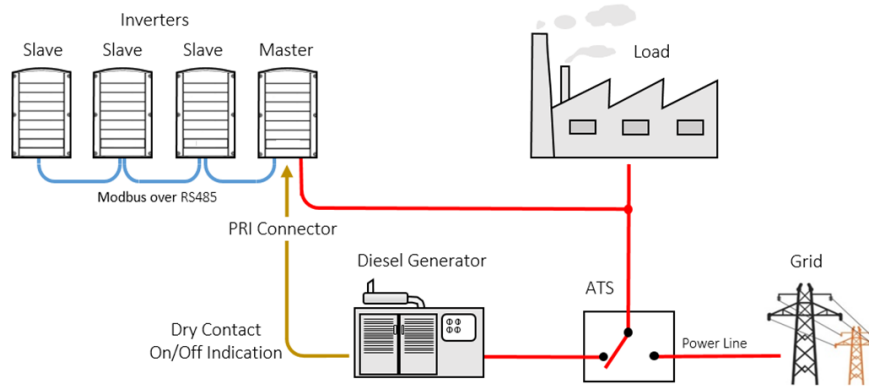 Inverters
Slave
Slave
Slave
Master
Load
Modbus over RS485
PRI Connector
Diesel Generator
ATS
Grid
Dry Contact
On/Off Indication
Power Line